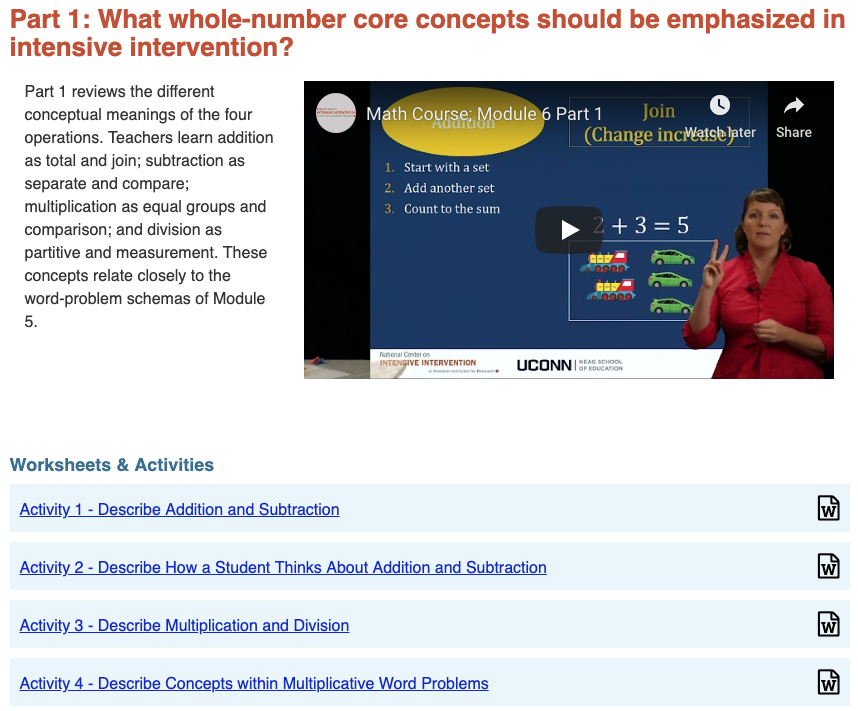 Part 1: What whole-number core concepts should be emphasized in
intensive intervention?
Part 1 reviews the different
conceptual meanings of the four
operations. Teachers learn addition
as total and join; subtraction as
separate and compare;
multiplication as equal groups and
comparison; and division as
partitive and measurement. These
concepts relate closely to the
word-problem schemas of Module
5.
Math Course; Module 6 Part 1
Addition
Join
(Change increase)
Watch later
Share
1. Start with a set
2. Add another set
3. Count to the sum
2 + 3 = 5
National Center on
INTENSIVE INTERVENTION
at American Institutes for Research
UCONN
NEAG SCHOOL
OF EDUCATION
Worksheets & Activities
Activity 1 - Describe Addition and Subtraction
Activity 2 - Describe How a Student Thinks About Addition and Subtraction
Activity 3 - Describe Multiplication and Division
Activity 4 - Describe Concepts within Multiplicative Word Problems